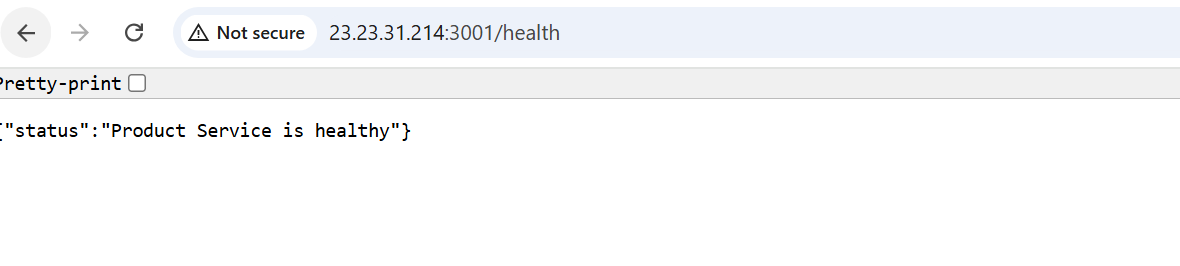 Not secure 23.23.31.214:3001/health
Pretty-print
{"status":"Product Service is healthy"}